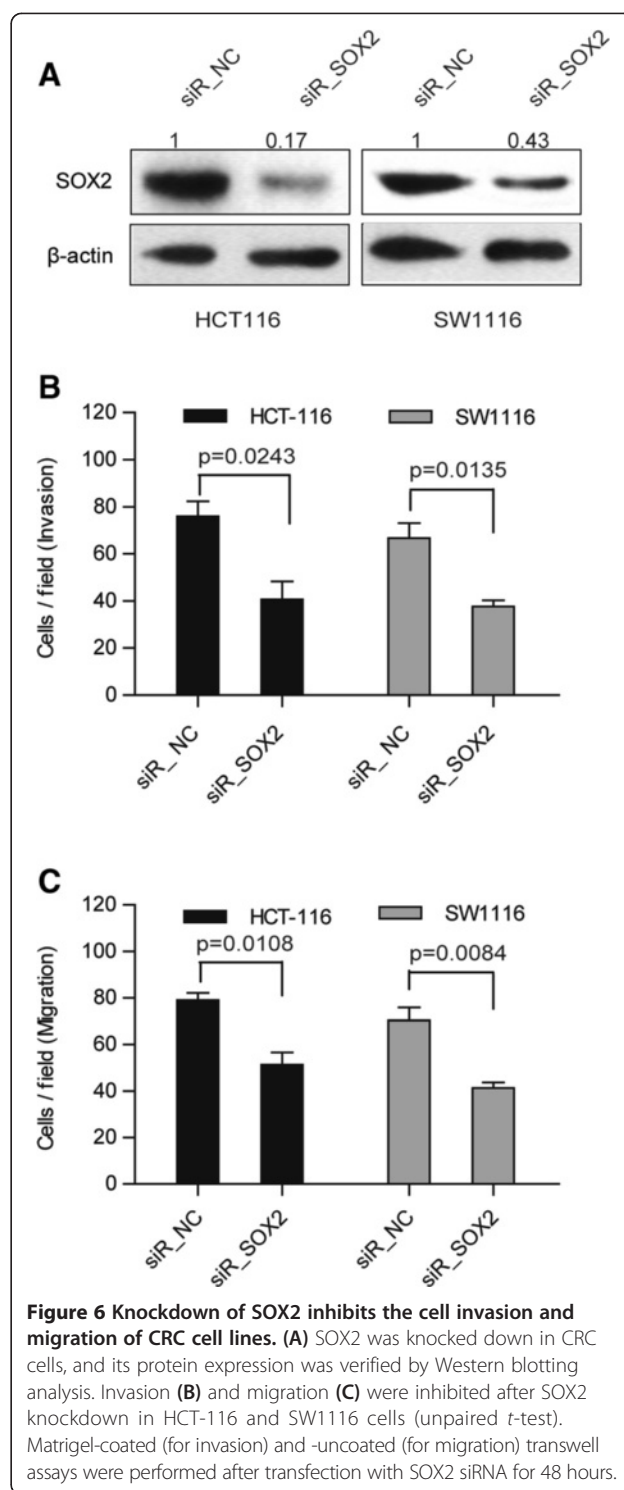 A
siR_NC siR_SOX2 siR_NC siR_SOX2
1 0.17 1 0.43
SOX2
β-actin
HCT116 SW1116
B
HCT-116 SW1116
120
100
80
60
40
20
0
Cells / field (Invasion)
p=0.0243 p=0.0135
siR_NC siR_SOX2 siR_NC siR_SOX2
C
HCT-116 SW1116
120
100
80
60
40
20
0
Cells / field (Migration)
p=0.0108 p=0.0084
siR_NC siR_SOX2 siR_NC siR_SOX2
Figure 6 Knockdown of SOX2 inhibits the cell invasion and
migration of CRC cell lines. (A) SOX2 was knocked down in CRC
cells, and its protein expression was verified by Western blotting
analysis. Invasion (B) and migration (C) were inhibited after SOX2
knockdown in HCT-116 and SW1116 cells (unpaired t-test).
Matrigel-coated (for invasion) and -uncoated (for migration) transwell
assays were performed after transfection with SOX2 siRNA for 48 hours.